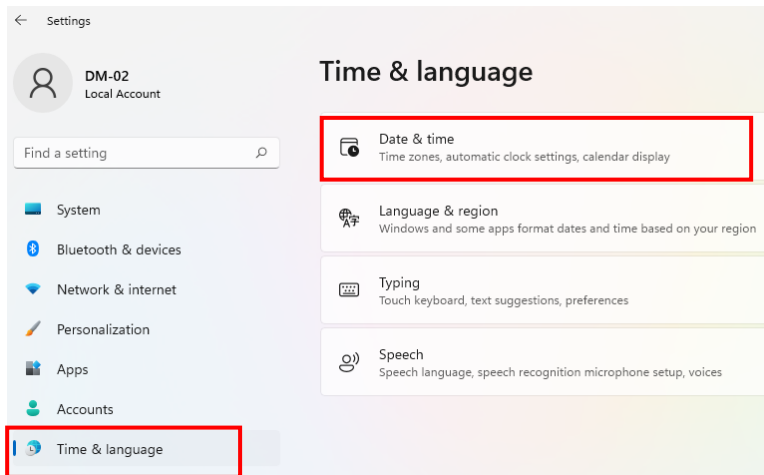 Settings
DM-02
Local Account
Find a setting
System
Bluetooth & devices
Network & internet
Personalization
Apps
Accounts
Time & language
Time & language
Date & time
Time zones, automatic clock settings, calendar display
Language & region
Windows and some apps format dates and time based on your region
Typing
Touch keyboard, text suggestions, preferences
Speech
Speech language, speech recognition microphone setup, voices